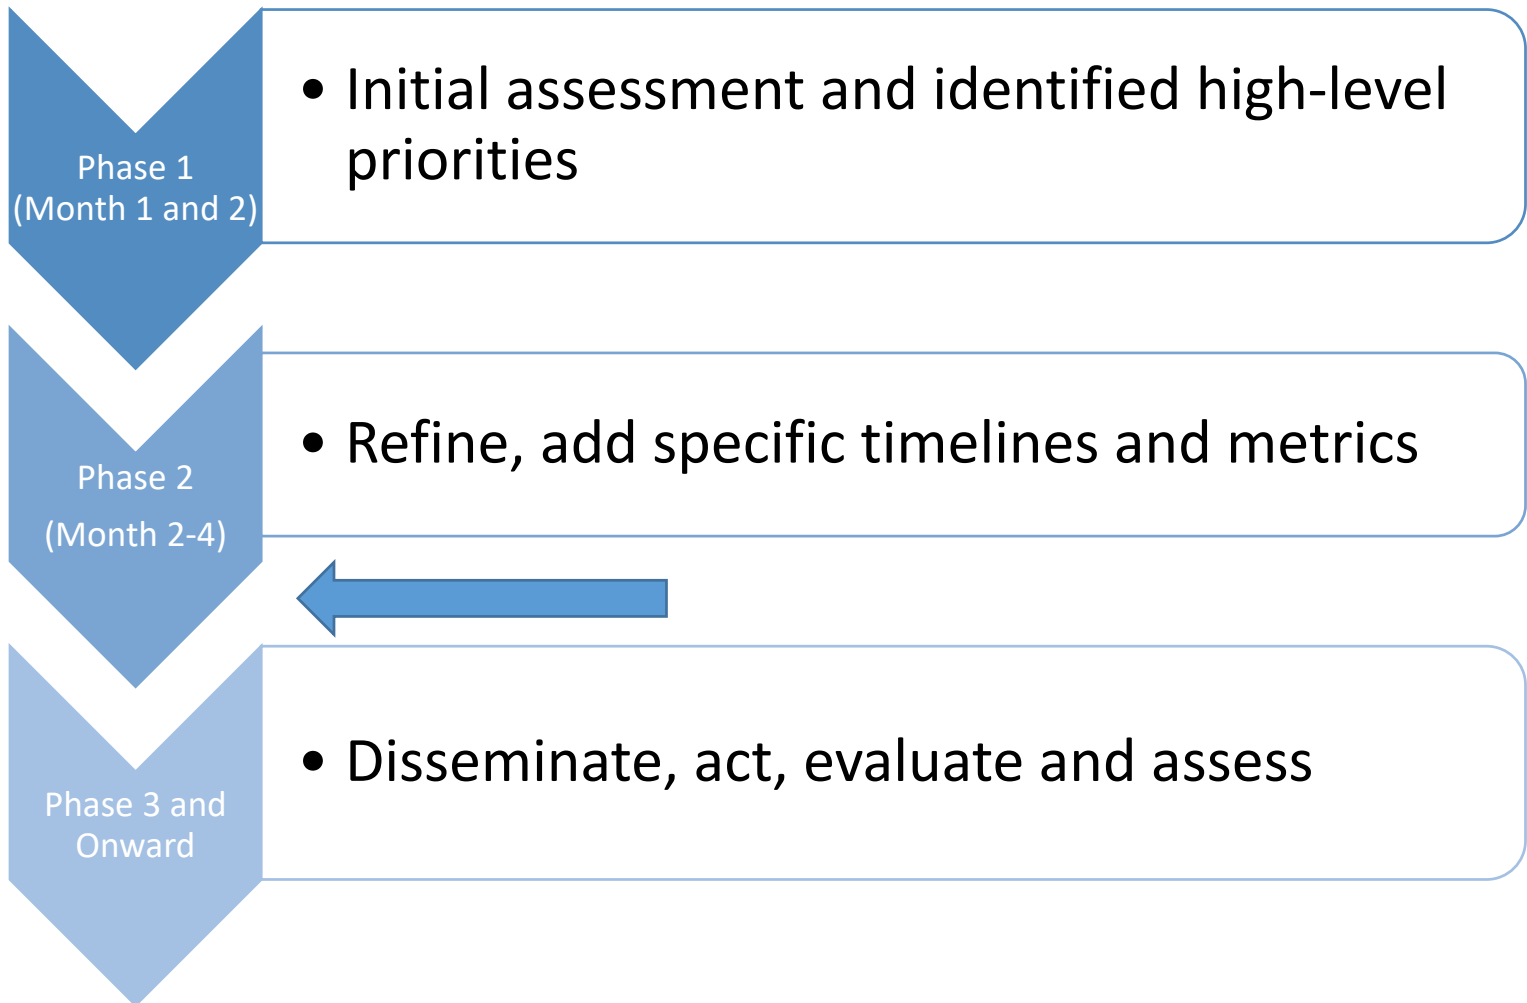 Phase 1
(Month 1 and 2)
• Initial assessment and identified high-level
priorities
Phase 2
(Month 2-4)
• Refine, add specific timelines and metrics
Phase 3 and
Onward
• Disseminate, act, evaluate and assess